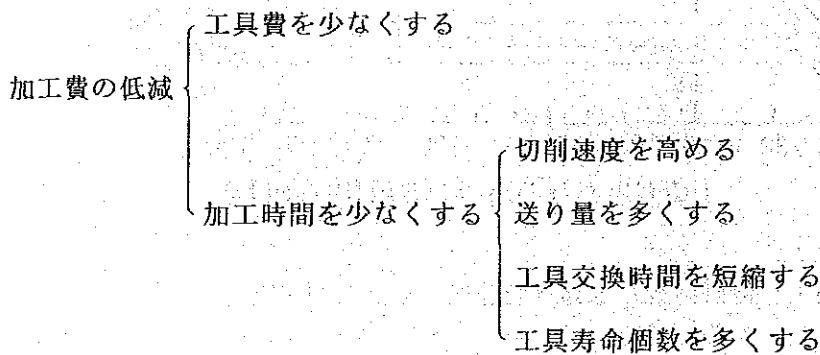 工具費を少なくする
加工費の低減
切削速度を高める
加工時間を少なくする
送り量を多くする
工具交換時間を短縮する
工具寿命個数を多くする